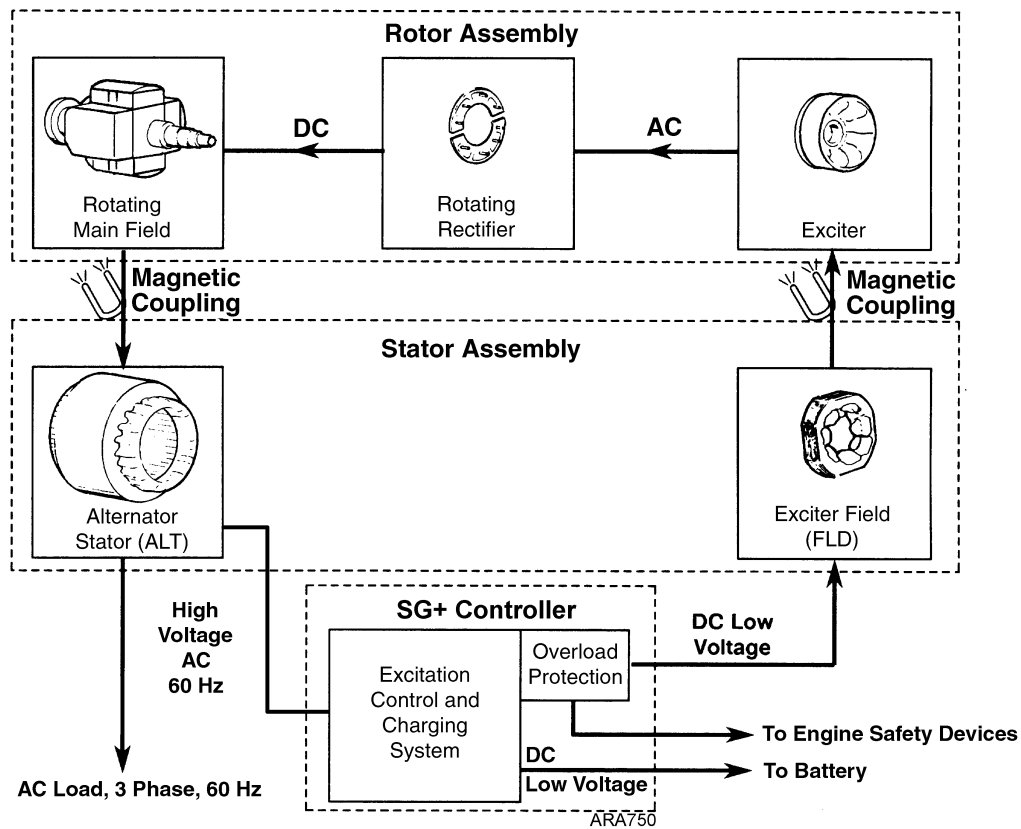 Rotor Assembly
DC
AC
Rotating
Main Field
Rotating
Rectifier
Exciter
Magnetic
Coupling
Magnetic
Coupling
Stator Assembly
Alternator
Stator (ALT)
Exciter Field
(FLD)
High
Voltage
AC
60 Hz
SG+ Controller
Excitation
Control and
Charging
System
Overload
Protection
DC Low
Voltage
To Engine Safety Devices
DC
Low Voltage
To Battery
AC Load, 3 Phase, 60 Hz
ARA750